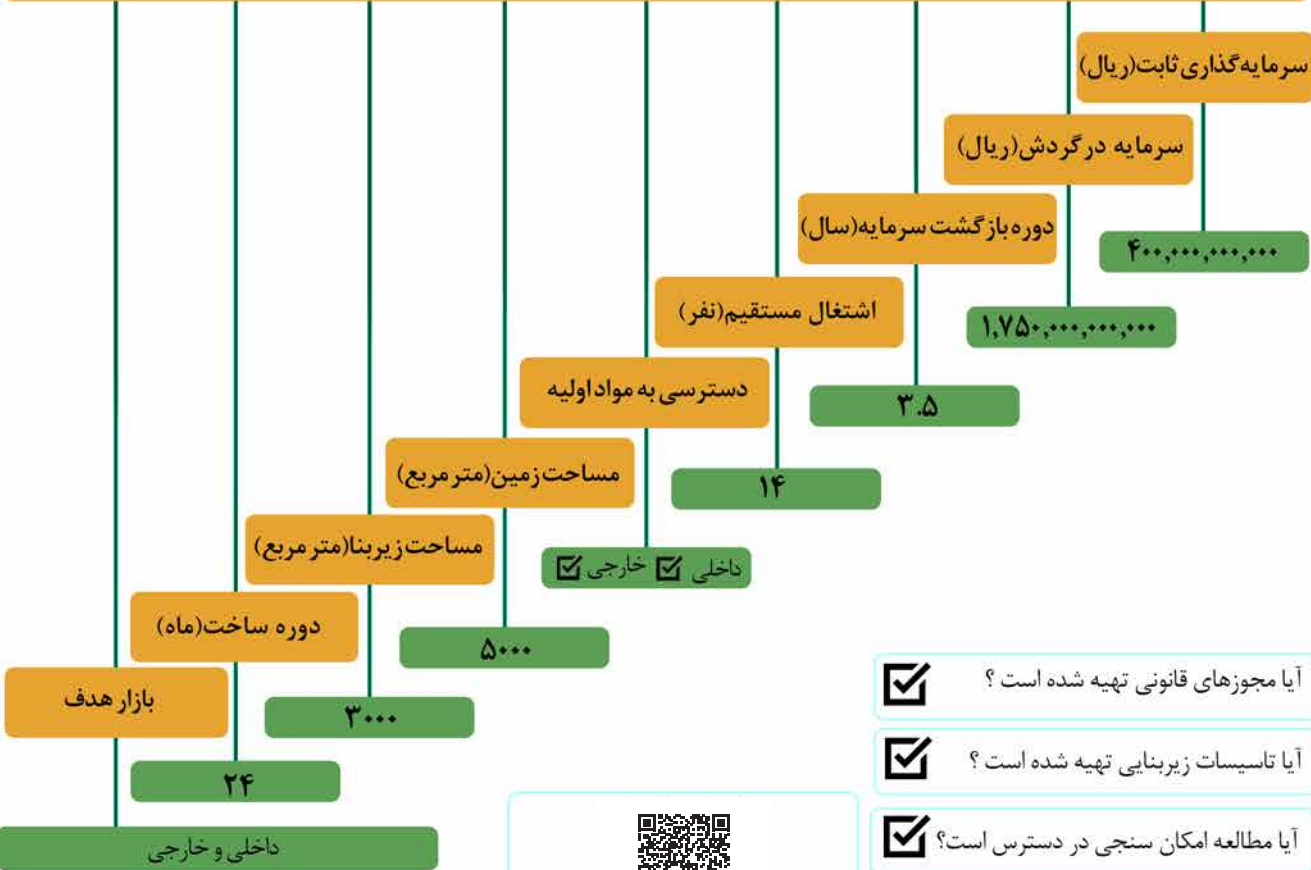 سرمایه‌گذاری ثابت(ریال)
۴۰۰,۰۰۰,۰۰۰,۰۰۰
سرمایه در گردش(ریال)
۱,۷۵۰,۰۰۰,۰۰۰,۰۰۰
دوره بازگشت سرمایه(سال)
۳.۵
اشتغال مستقیم(نفر)
۱۴
دسترسی به مواد اولیه
داخلی ☑ خارجی ☑
مساحت زمین(متر مربع)
۵۰۰۰
مساحت زیربنا(متر مربع)
۳۰۰۰
دوره ساخت(ماه)
۲۴
بازار هدف
داخلی و خارجی
آیا مجوزهای قانونی تهیه شده است ؟ ☑
آیا تاسیسات زیربنایی تهیه شده است ؟ ☑
آیا مطالعه امکان سنجی در دسترس است؟ ☑